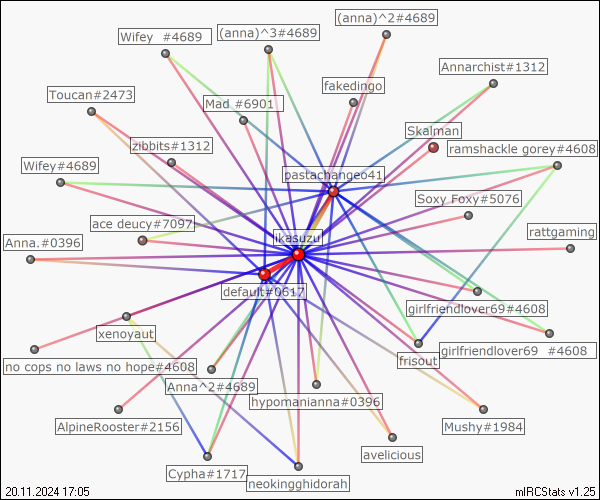 (anna)^2#4689
(anna)^3#4689
Wifey  #4689
Annarchist#1312
fakedingo
Toucan#2473
Mad_#6901
Skalman
zibbits#1312
ramshackle gorey#4608
Wifey#4689
pastachangeo41
Soxy Foxy#5076
ace deucy#7097
rattgaming
Anna.#0396
ikasuzu
default#0617
girlfriendlover69#4608
xenoyaut
girlfriendlover69  #4608
frisout
no cops no laws no hope#4608
Anna^2#4689
hypomanianna#0396
AlpineRooster#2156
Mushy#1984
avelicious
Cypha#1717
neokingghidorah
20.11.2024 17:05
mIRCStats v1.25